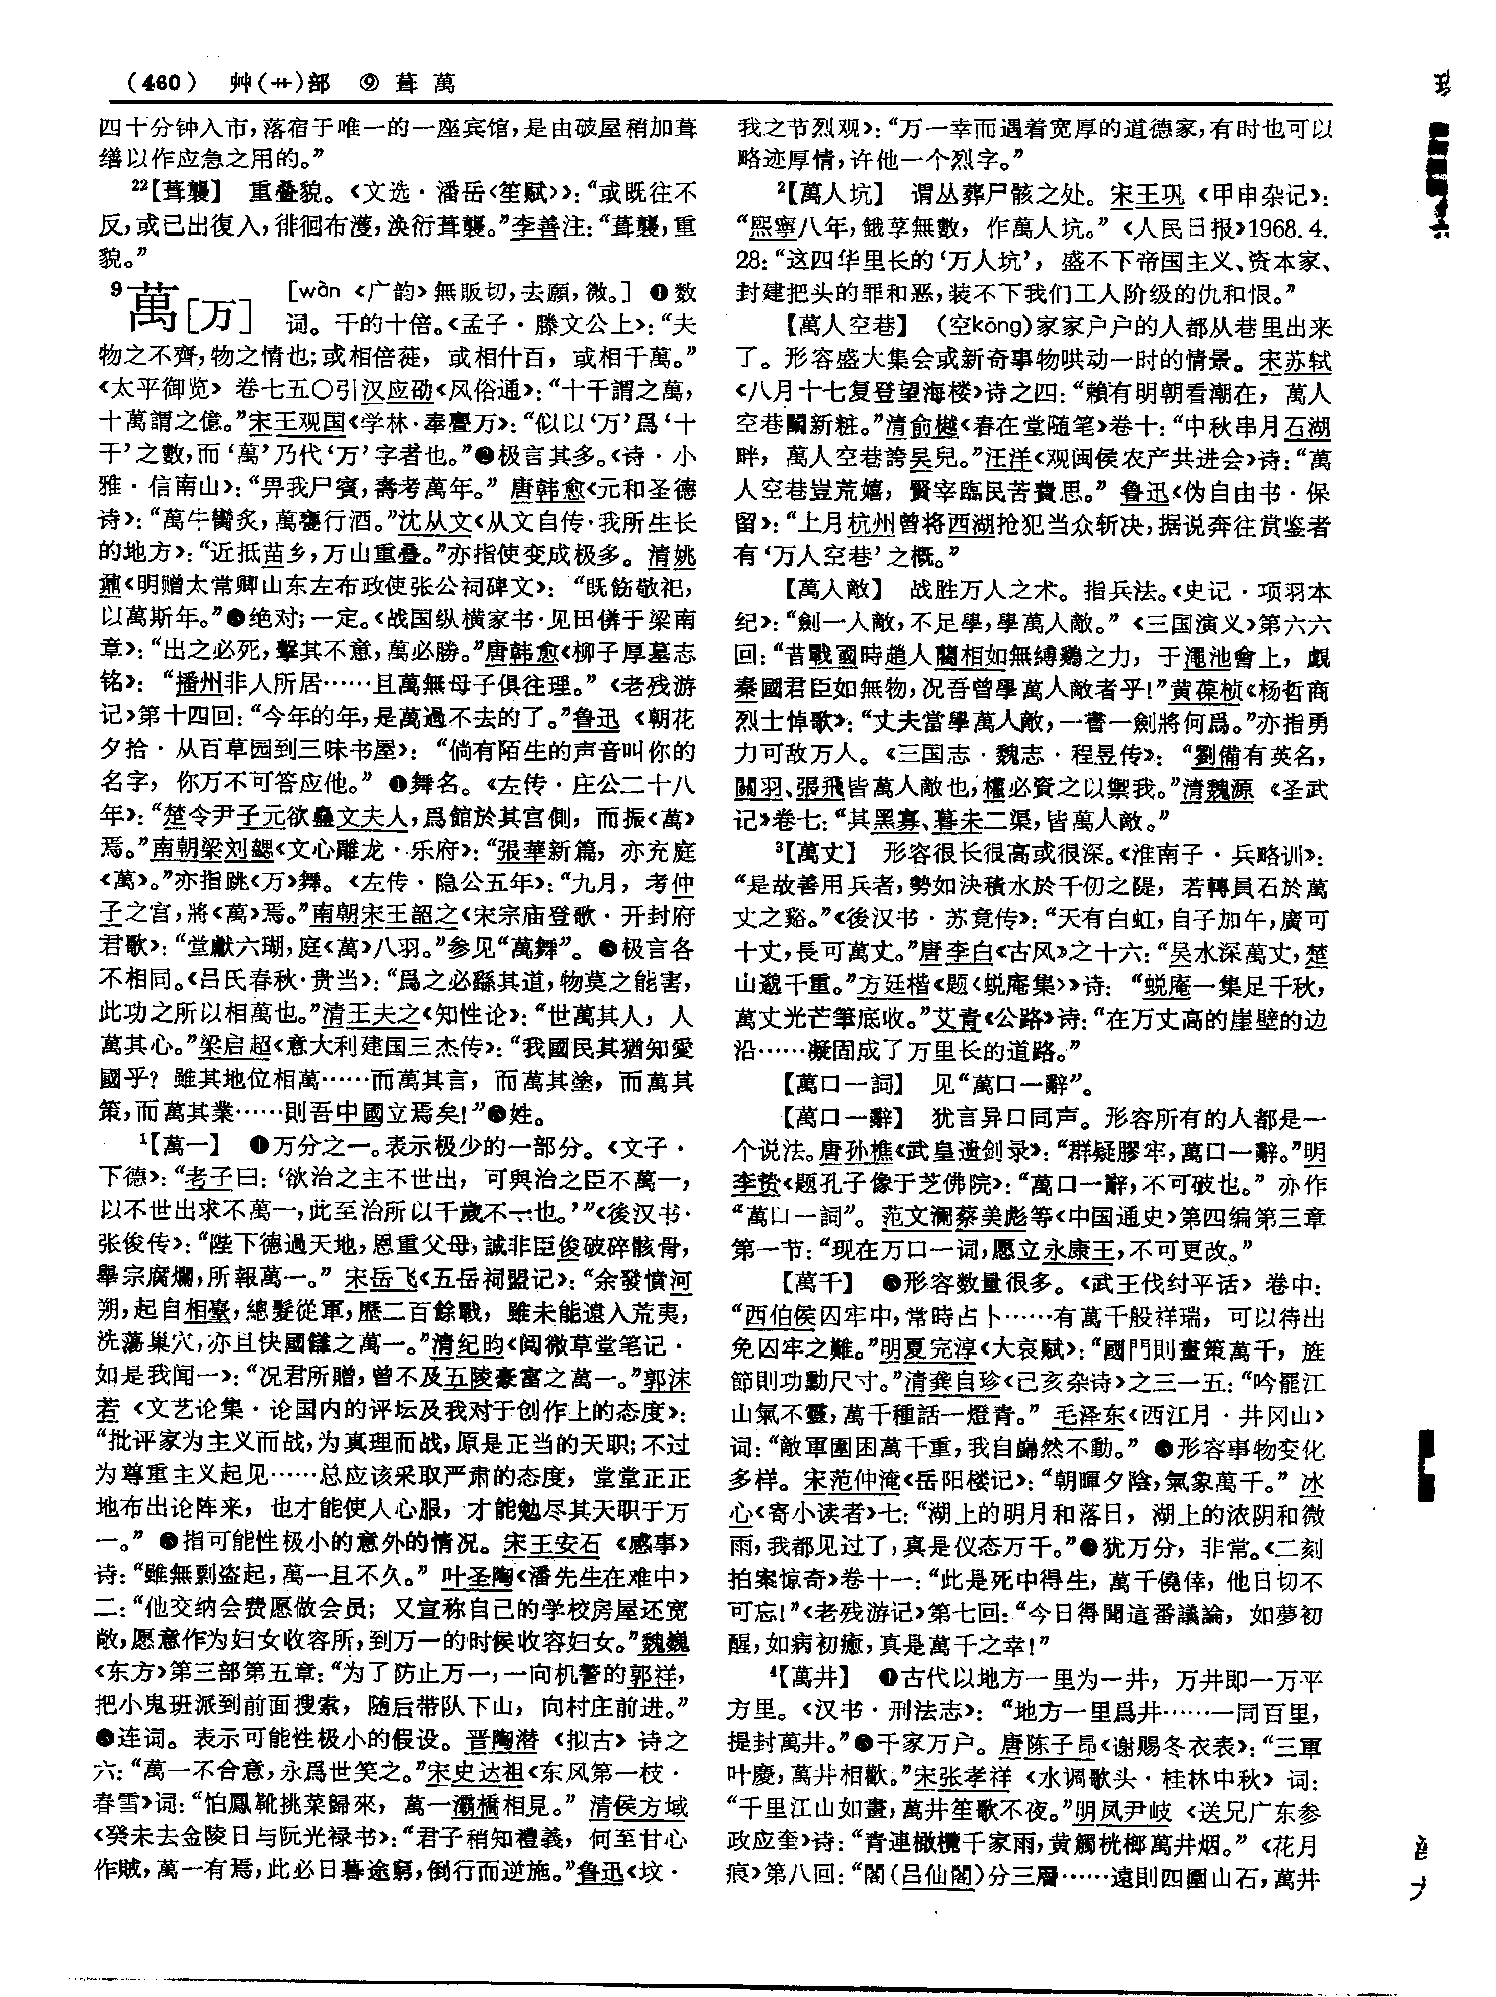 (460) 艸(艹)部 ⑨ 葺 萬
四十分钟入市，落宿于唯一的一座宾馆，是由破屋稍加葺
缮以作应急之用的。”
22【葺襲】 重叠貌。《文选·潘岳〈笙赋〉》：“或既往不
反，或已出復入，徘徊布濩，涣衍葺襲。”李善注：“葺襲，重
貌。”
9萬[万] [wàn 《广韵》無販切，去願，微。] ❶数
词。千的十倍。《孟子·滕文公上》：“夫
物之不齊，物之情也；或相倍蓰，或相什百，或相千萬。”
《太平御览》卷七五〇引汉应劭《风俗通》：“十千謂之萬，
十萬謂之億。”宋王观国《学林·奉亹万》：“似以‘万’爲‘十
千’之數，而‘萬’乃代‘万’字者也。”❷极言其多。《诗·小
雅·信南山》：“畀我尸賓，壽考萬年。”唐韩愈《元和圣德
诗》：“萬牛臠炙，萬甕行酒。”沈从文《从文自传·我所生长
的地方》：“近抵苗乡，万山重叠。”亦指使变成极多。清姚
鼐《明赠太常卿山东左布政使张公祠碑文》：“既飭敬祀，
以萬斯年。”❸绝对；一定。《战国纵横家书·见田倂于梁南
章》：“出之必死，擊其不意，萬必勝。”唐韩愈《柳子厚墓志
铭》：“播州非人所居……且萬無母子俱往理。”《老残游
记》第十四回：“今年的年，是萬過不去的了。”鲁迅《朝花
夕拾·从百草园到三味书屋》：“倘有陌生的声音叫你的
名字，你万不可答应他。”❹舞名。《左传·庄公二十八
年》：“楚令尹子元欲蠱文夫人，爲館於其宫側，而振《萬》
焉。”南朝梁刘勰《文心雕龙·乐府》：“張華新篇，亦充庭
《萬》。”亦指跳《万》舞。《左传·隐公五年》：“九月，考仲
子之宫，將《萬》焉。”南朝宋王韶之《宋宗庙登歌·开封府
君歌》：“堂獻六瑚，庭《萬》八羽。”参见“萬舞”。❺极言各
不相同。《吕氏春秋·贵当》：“爲之必繇其道，物莫之能害，
此功之所以相萬也。”清王夫之《知性论》：“世萬其人，人
萬其心。”梁启超《意大利建国三杰传》：“我國民其猶知愛
國乎？雖其地位相萬……而萬其言，而萬其塗，而萬其
策，而萬其業……則吾中國立焉矣！”❻姓。
1【萬一】 ❶万分之一。表示极少的一部分。《文子·
下德》：“老子曰：‘欲治之主不世出，可與治之臣不萬一，
以不世出求不萬一，此至治所以千歲不一也。’”《後汉书·
张俊传》：“陛下德過天地，恩重父母，誠非臣俊破碎骸骨，
舉宗腐爛，所報萬一。”宋岳飞《五岳祠盟记》：“余發憤河
朔，起自相臺，總髮從軍，歷二百餘戰，雖未能遠入荒夷，
洗蕩巢穴，亦且快國讎之萬一。”清纪昀《阅微草堂笔记·
如是我闻一》：“况君所贈，曾不及五陵豪富之萬一。”郭沫
若《文艺论集·论国内的评坛及我对于创作上的态度》：
“批评家为主义而战，为真理而战，原是正当的天职；不过
为尊重主义起见……总应该采取严肃的态度，堂堂正正
地布出论阵来，也才能使人心服，才能勉尽其天职于万
一。”❷指可能性极小的意外的情况。宋王安石《感事》
诗：“雖無剽盗起，萬一且不久。”叶圣陶《潘先生在难中》
二：“他交纳会费愿做会员；又宣称自己的学校房屋还宽
敞，愿意作为妇女收容所，到万一的时候收容妇女。”魏巍
《东方》第三部第五章：“为了防止万一，一向机警的郭祥，
把小鬼班派到前面搜索，随后带队下山，向村庄前进。”
❸连词。表示可能性极小的假设。晋陶潜《拟古》诗之
六：“萬一不合意，永爲世笑之。”宋史达祖《东风第一枝·
春雪》词：“怕鳳靴挑菜歸來，萬一灞橋相見。”清侯方域
《癸未去金陵日与阮光禄书》：“君子稍知禮義，何至甘心
作賊，萬一有焉，此必日暮途窮，倒行而逆施。”鲁迅《坟·
我之节烈观》：“万一幸而遇着宽厚的道德家，有时也可以
略迹厚情，许他一个烈字。”
2【萬人坑】 谓丛葬尸骸之处。宋王巩《甲申杂记》：
“熙寧八年，餓莩無數，作萬人坑。”《人民日报》1968.4.
28：“这四华里长的‘万人坑’，盛不下帝国主义、资本家、
封建把头的罪和恶，装不下我们工人阶级的仇和恨。”
【萬人空巷】 (空kōng)家家户户的人都从巷里出来
了。形容盛大集会或新奇事物哄动一时的情景。宋苏轼
《八月十七复登望海楼》诗之四：“賴有明朝看潮在，萬人
空巷鬭新粧。”清俞樾《春在堂随笔》卷十：“中秋串月石湖
畔，萬人空巷誇吴兒。”汪洋《观闽侯农产共进会》诗：“萬
人空巷豈荒嬉，賢宰臨民苦費思。”鲁迅《伪自由书·保
留》：“上月杭州曾将西湖抢犯当众斩决，据说奔往赏鉴者
有‘万人空巷’之概。”
【萬人敵】 战胜万人之术。指兵法。《史记·项羽本
纪》：“劍一人敵，不足學，學萬人敵。”《三国演义》第六六
回：“昔戰國時趙人藺相如無縛鷄之力，于澠池會上，覷
秦國君臣如無物，况吾曾學萬人敵者乎！”黄葆桢《杨哲商
烈士悼歌》：“丈夫當學萬人敵，一書一劍將何爲。”亦指勇
力可敌万人。《三国志·魏志·程昱传》：“劉備有英名，
關羽、張飛皆萬人敵也，權必資之以禦我。”清魏源《圣武
记》卷七：“其黑寡、暮末二渠，皆萬人敵。”
3【萬丈】 形容很长很高或很深。《淮南子·兵略训》：
“是故善用兵者，勢如決積水於千仞之隄，若轉員石於萬
丈之谿。”《後汉书·苏竟传》：“天有白虹，自子加午，廣可
十丈，長可萬丈。”唐李白《古风》之十六：“吴水深萬丈，楚
山邈千重。”方廷楷《题〈蜕庵集〉》诗：“蜕庵一集足千秋，
萬丈光芒筆底收。”艾青《公路》诗：“在万丈高的崖壁的边
沿……凝固成了万里长的道路。”
【萬口一詞】 见“萬口一辭”。
【萬口一辭】 犹言异口同声。形容所有的人都是一
个说法。唐孙樵《武皇遗剑录》：“群疑膠牢，萬口一辭。”明
李贽《题孔子像于芝佛院》：“萬口一辭，不可破也。”亦作
“萬口一詞”。范文澜蔡美彪等《中国通史》第四编第三章
第一节：“现在万口一词，愿立永康王，不可更改。”
【萬千】 ❶形容数量很多。《武王伐纣平话》卷中：
“西伯侯囚牢中，常時占卜……有萬千般祥瑞，可以待出
免囚牢之難。”明夏完淳《大哀赋》：“國門則畫策萬千，旌
節則功勳尺寸。”清龚自珍《己亥杂诗》之三一五：“吟罷江
山氣不靈，萬千種話一燈青。”毛泽东《西江月·井冈山》
词：“敵軍圍困萬千重，我自巋然不動。”❷形容事物变化
多样。宋范仲淹《岳阳楼记》：“朝暉夕陰，氣象萬千。”冰
心《寄小读者》七：“湖上的明月和落日，湖上的浓阴和微
雨，我都见过了，真是仪态万千。”❸犹万分，非常。《二刻
拍案惊奇》卷十一：“此是死中得生，萬千僥倖，他日切不
可忘！”《老残游记》第七回：“今日得聞這番議論，如夢初
醒，如病初癒，真是萬千之幸！”
4【萬井】 ❶古代以地方一里为一井，万井即一万平
方里。《汉书·刑法志》：“地方一里爲井……一同百里，
提封萬井。”❷千家万户。唐陈子昂《谢赐冬衣表》：“三軍
叶慶，萬井相歡。”宋张孝祥《水调歌头·桂林中秋》词：
“千里江山如畫，萬井笙歌不夜。”明凤尹岐《送兄广东参
政应奎》诗：“青連橄欖千家雨，黄觸桄榔萬井烟。”《花月
痕》第八回：“閣(吕仙閣)分三層……遠則四圍山石，萬井